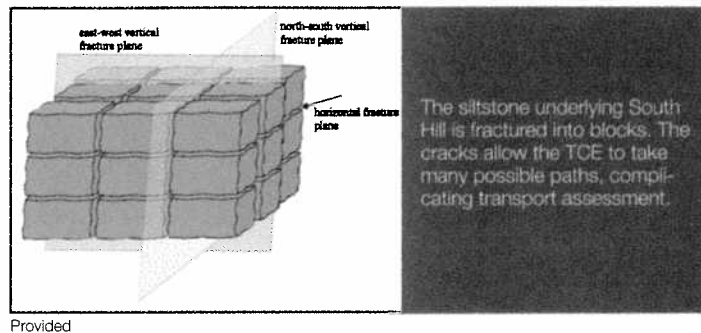 east-west vertical
fracture plane
north-south vertical
fracture plane
horizontal fracture
plane
The siltstone underlying South
Hill is fractured into blocks. The
cracks allow the TCE to take
many possible paths, compli-
cating transport assessment.
Provided